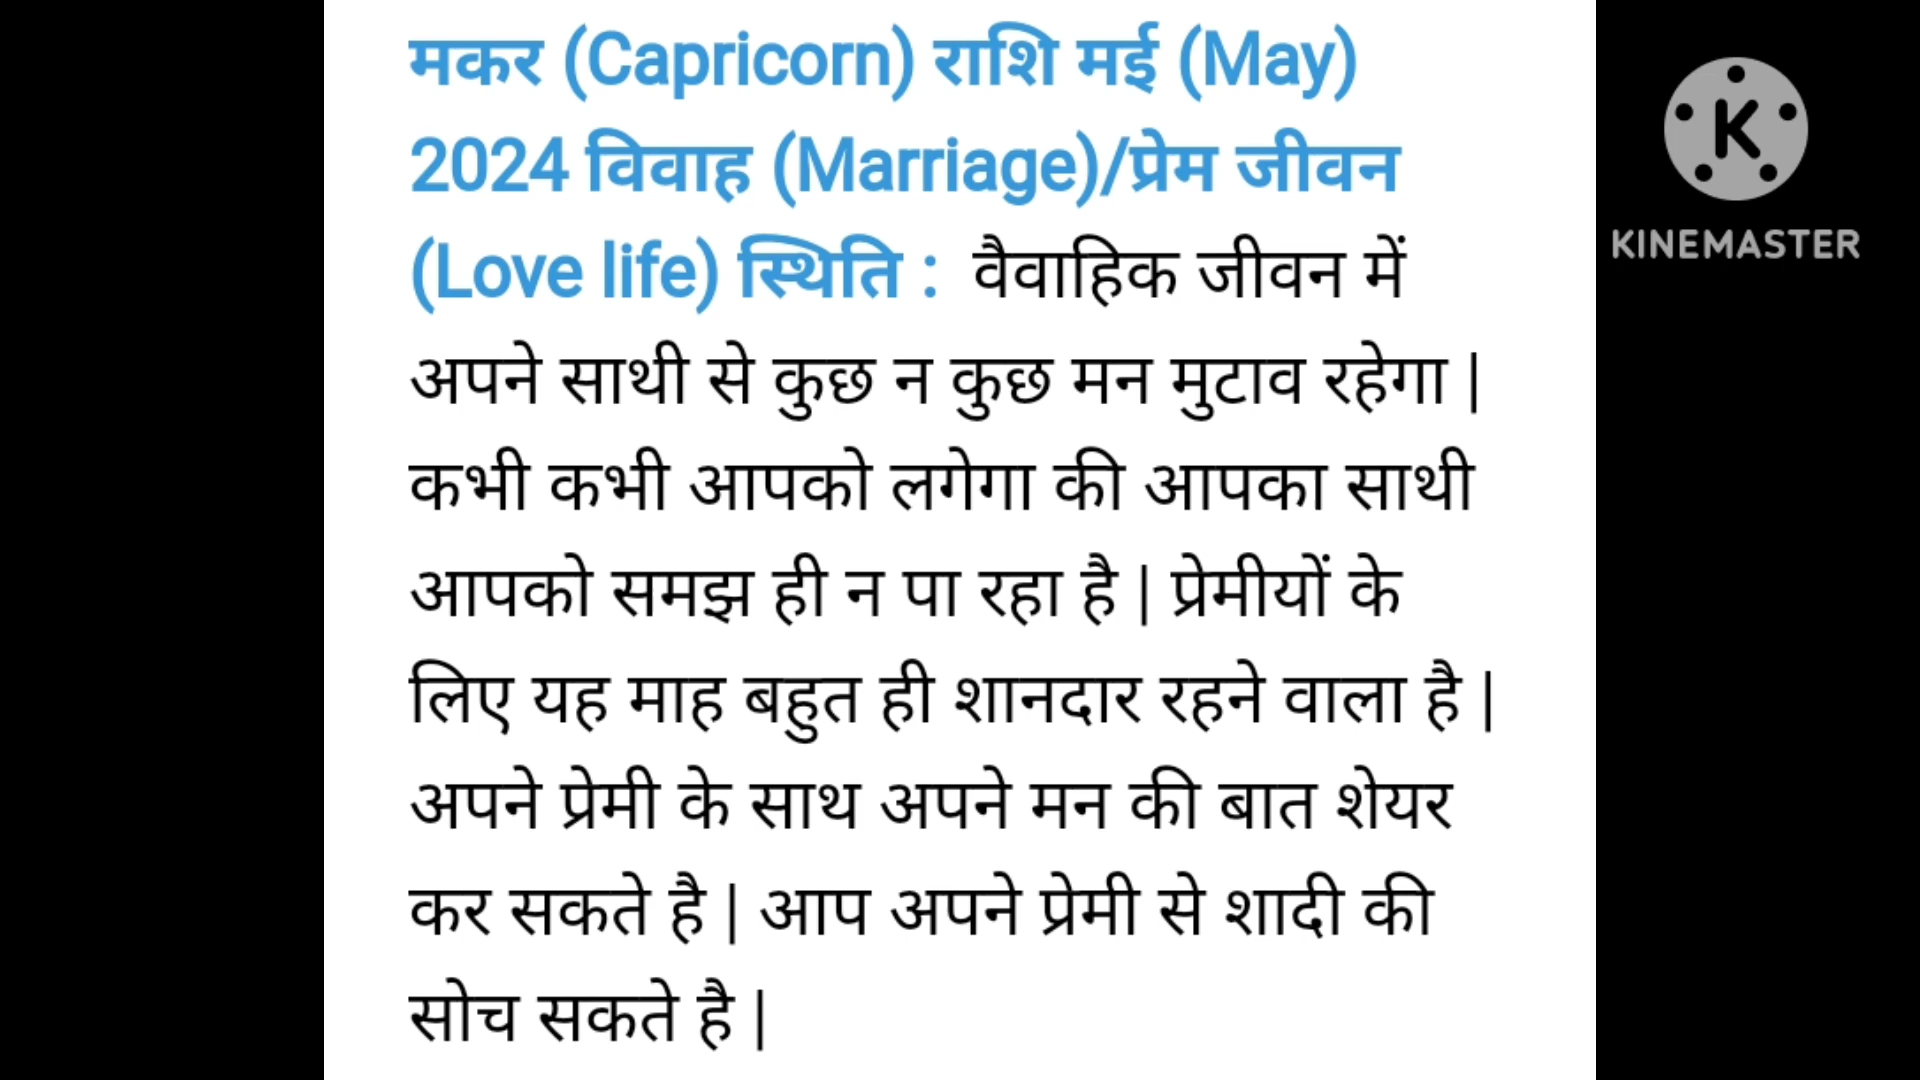 मकर (Capricorn) राशि मई (May)
2024 विवाह (Marriage)/प्रेम जीवन
(Love life) स्थिति : वैवाहिक जीवन में
अपने साथी से कुछ न कुछ मन मुटाव रहेगा |
कभी कभी आपको लगेगा की आपका साथी
आपको समझ ही न पा रहा है | प्रेमीयों के
लिए यह माह बहुत ही शानदार रहने वाला है |
अपने प्रेमी के साथ अपने मन की बात शेयर
कर सकते है | आप अपने प्रेमी से शादी की
सोच सकते है |
K
KINEMASTER